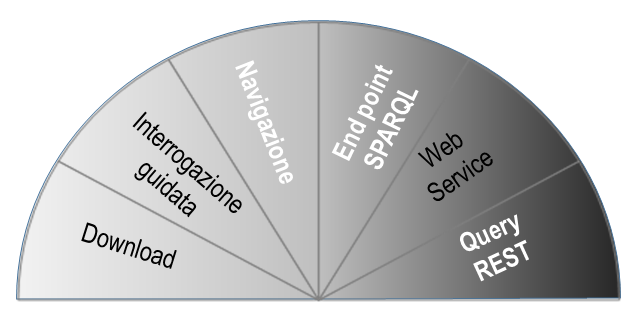 Download
Interrogazione
guidata
Navigazione
End point
SPARQL
Web
Service
Query
REST